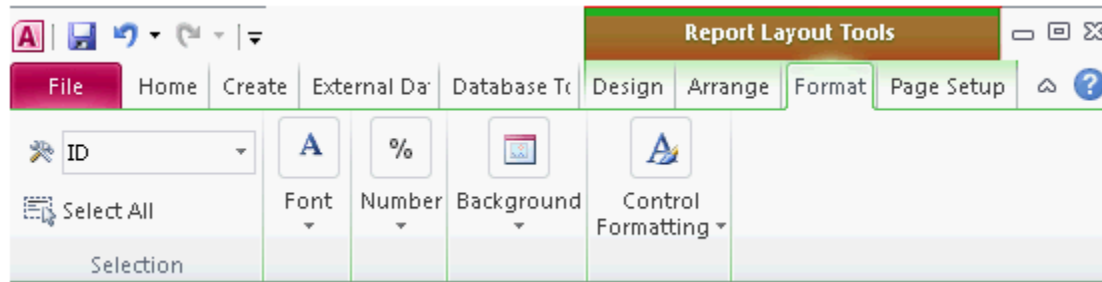 A
Report Layout Tools
File Home Create External Da Database To Design Arrange Format Page Setup ?
ID
A % A
Select All
Font Number Background Control
Formatting
Selection